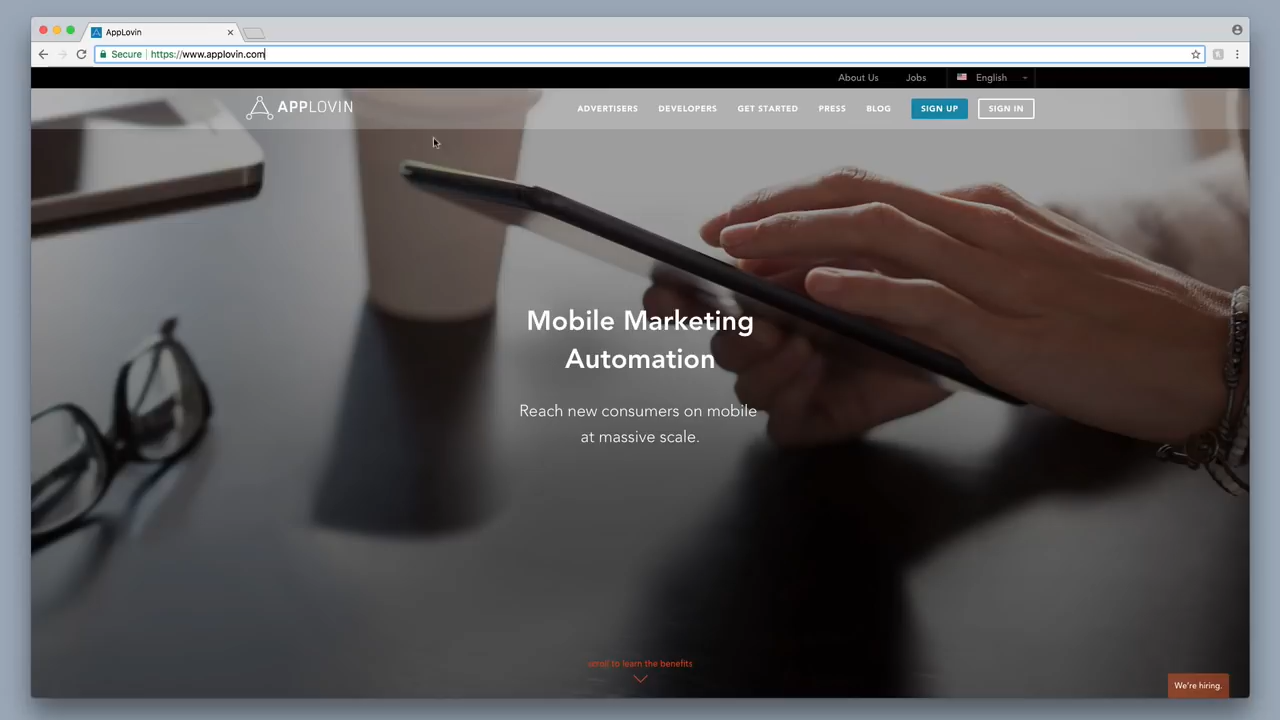 AppLovin
Secure https://www.applovin.com
About Us Jobs English
APPLOVIN ADVERTISERS DEVELOPERS GET STARTED PRESS BLOG SIGN UP SIGN IN
Mobile Marketing
Automation
Reach new consumers on mobile
at massive scale.
scroll to learn the benefits
We're hiring.